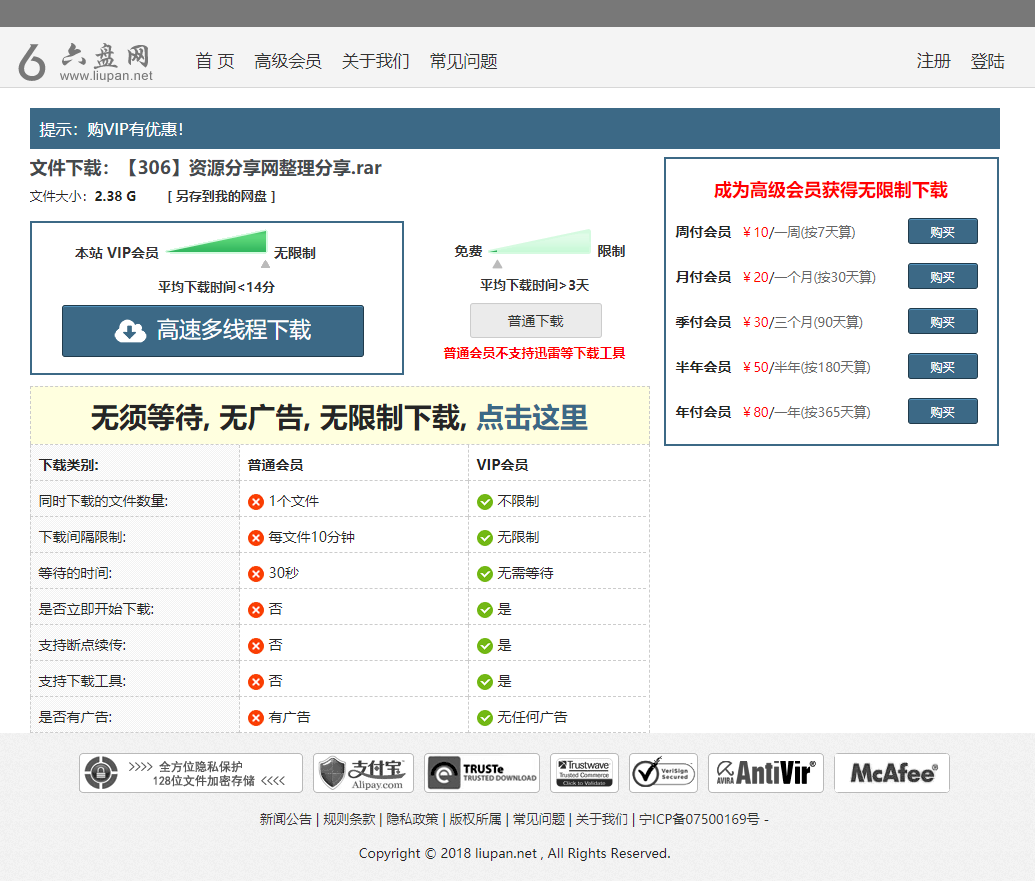 六盘网
www.liupan.net
首 页 高级会员 关于我们 常见问题
注册 登陆
提示：购VIP有优惠！
文件下载：【306】资源分享网整理分享.rar
文件大小：2.38 G [ 另存到我的网盘 ]
本站 VIP会员 无限制
平均下载时间<14分
高速多线程下载
免费 限制
平均下载时间>3天
普通下载
普通会员不支持迅雷等下载工具
成为高级会员获得无限制下载
周付会员 ￥10/一周(按7天算) 购买
月付会员 ￥20/一个月(按30天算) 购买
季付会员 ￥30/三个月(90天算) 购买
半年会员 ￥50/半年(按180天算) 购买
年付会员 ￥80/一年(按365天算) 购买
无须等待, 无广告, 无限制下载, 点击这里
下载类别: 普通会员 VIP会员
同时下载的文件数量: 1个文件 不限制
下载间隔限制: 每文件10分钟 无限制
等待的时间: 30秒 无需等待
是否立即开始下载: 否 是
支持断点续传: 否 是
支持下载工具: 否 是
是否有广告: 有广告 无任何广告
>>>> 全方位隐私保护
128位文件加密存储 <<<<
支付宝
Alipay.com
TRUSTe
TRUSTED DOWNLOAD
Trustwave
Trusted Commerce
Click to Validate
VeriSign
Secured
AVIRA AntiVir®
McAfee®
新闻公告 | 规则条款 | 隐私政策 | 版权所属 | 常见问题 | 关于我们 | 宁ICP备07500169号 -
Copyright © 2018 liupan.net , All Rights Reserved.